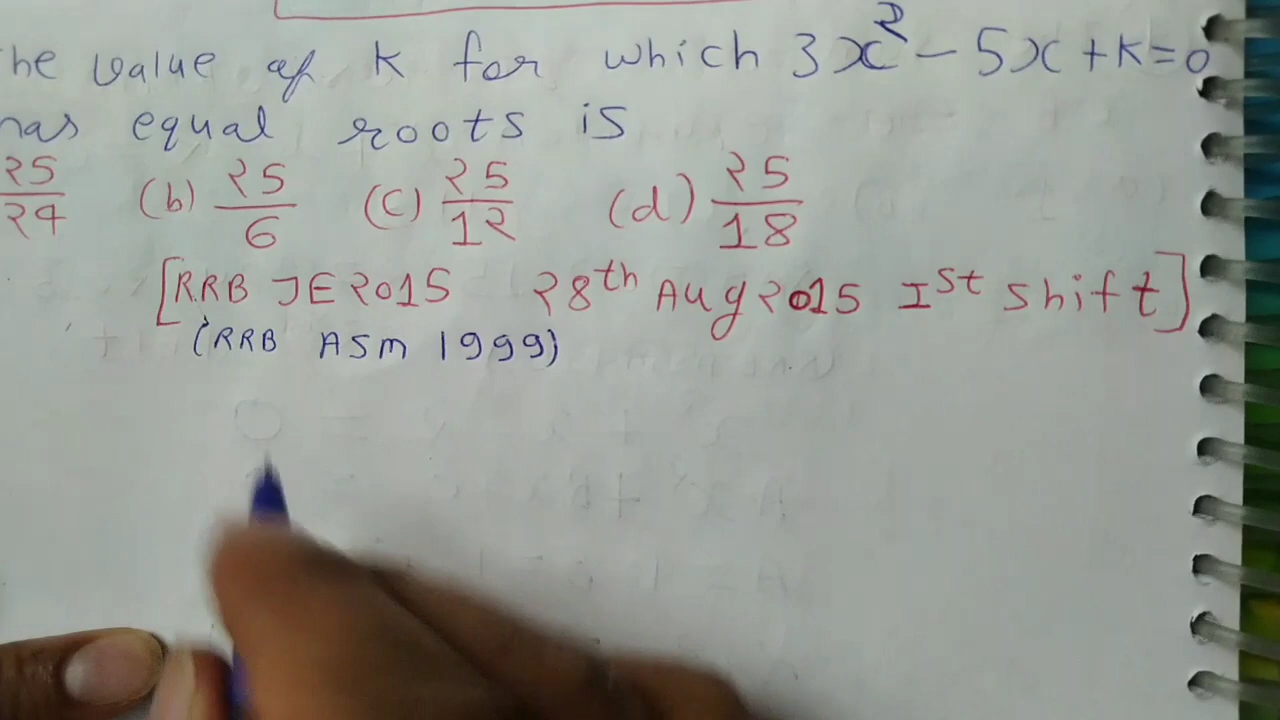 he value of K for which 3x² - 5x + K = 0
has equal roots is
25/24 (b) 25/6 (c) 25/12 (d) 25/18
[RRB JE 2015 28th Aug 2015 Ist shift]
(RRB ASM 1999)